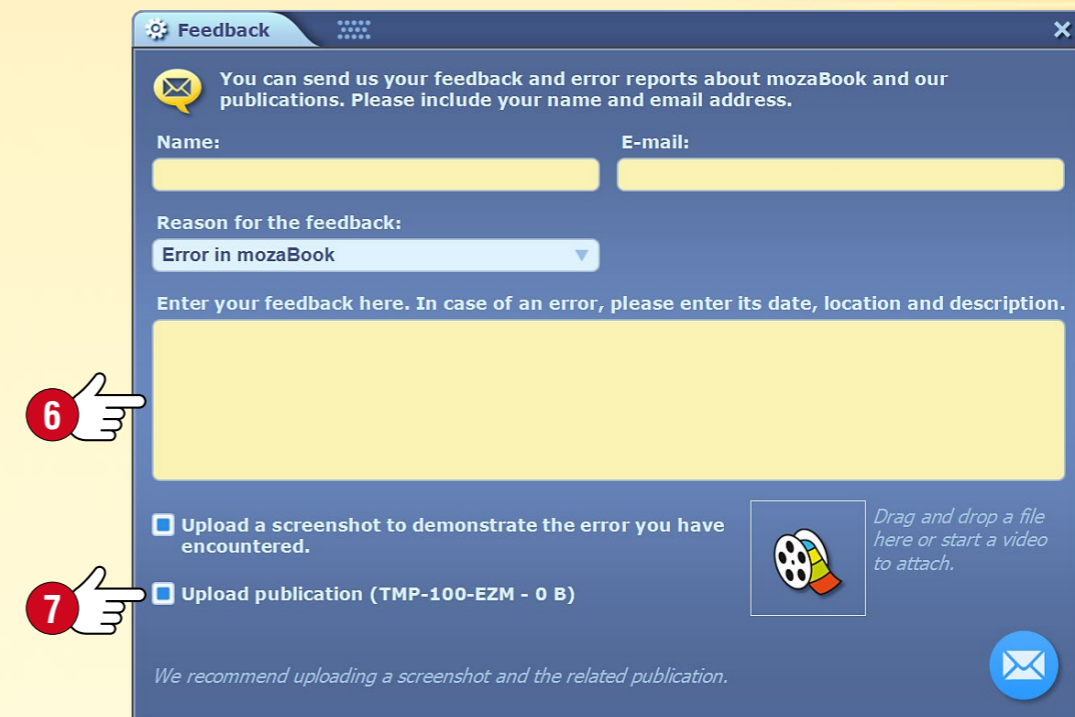 Feedback
You can send us your feedback and error reports about mozaBook and our
publications. Please include your name and email address.
Name:
E-mail:
Reason for the feedback:
Error in mozaBook
Enter your feedback here. In case of an error, please enter its date, location and description.
6
Upload a screenshot to demonstrate the error you have
encountered.
Drag and drop a file
here or start a video
to attach.
7
Upload publication (TMP-100-EZM - 0 B)
We recommend uploading a screenshot and the related publication.